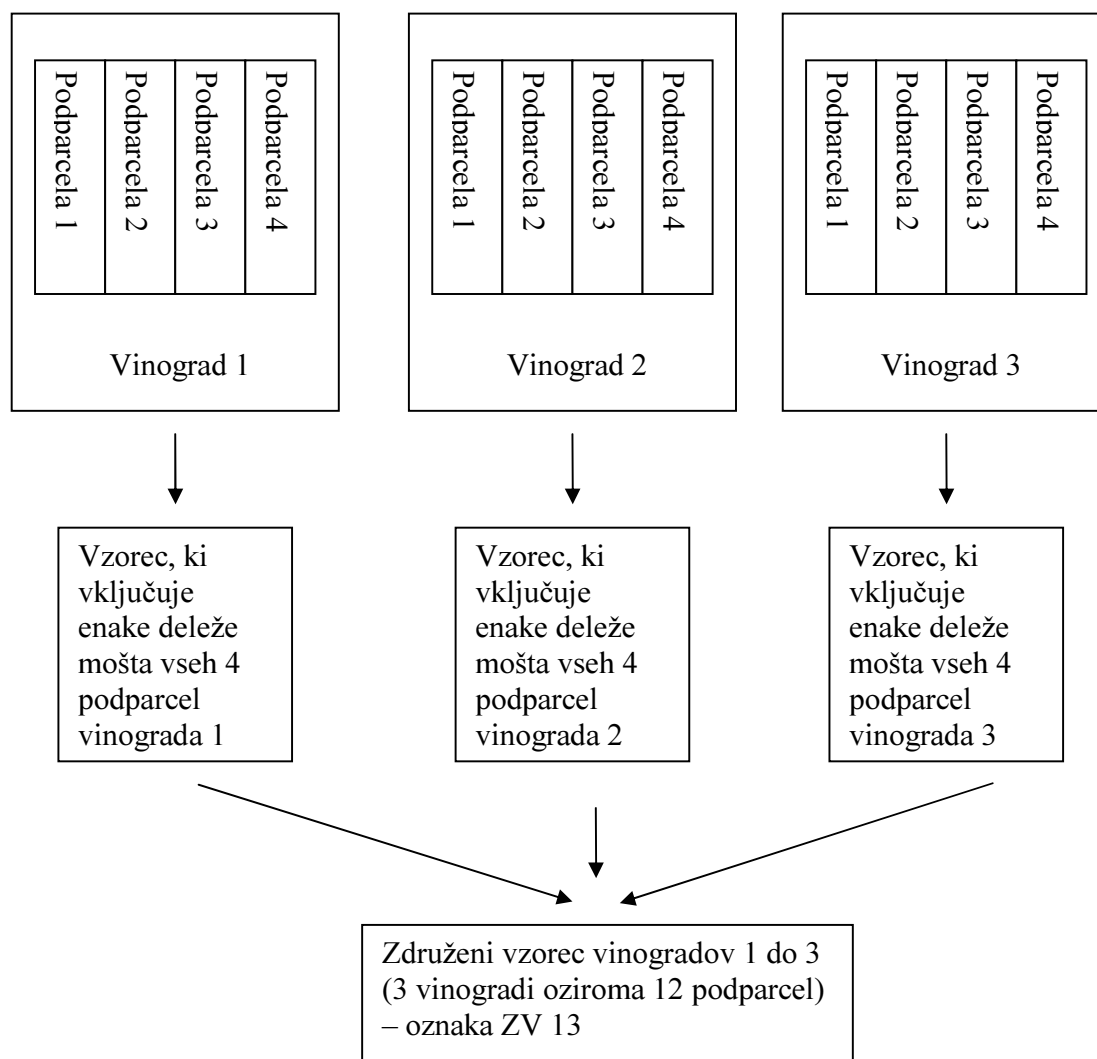 Podparcela 1
Podparcela 2
Podparcela 3
Podparcela 4
Vinograd 1
Podparcela 1
Podparcela 2
Podparcela 3
Podparcela 4
Vinograd 2
Podparcela 1
Podparcela 2
Podparcela 3
Podparcela 4
Vinograd 3
Vzorec, ki
vključuje
enake deleže
mošta vseh 4
podparcel
vinograda 1
Vzorec, ki
vključuje
enake deleže
mošta vseh 4
podparcel
vinograda 2
Vzorec, ki
vključuje
enake deleže
mošta vseh 4
podparcel
vinograda 3
Združeni vzorec vinogradov 1 do 3
(3 vinogradi oziroma 12 podparcel)
– oznaka ZV 13